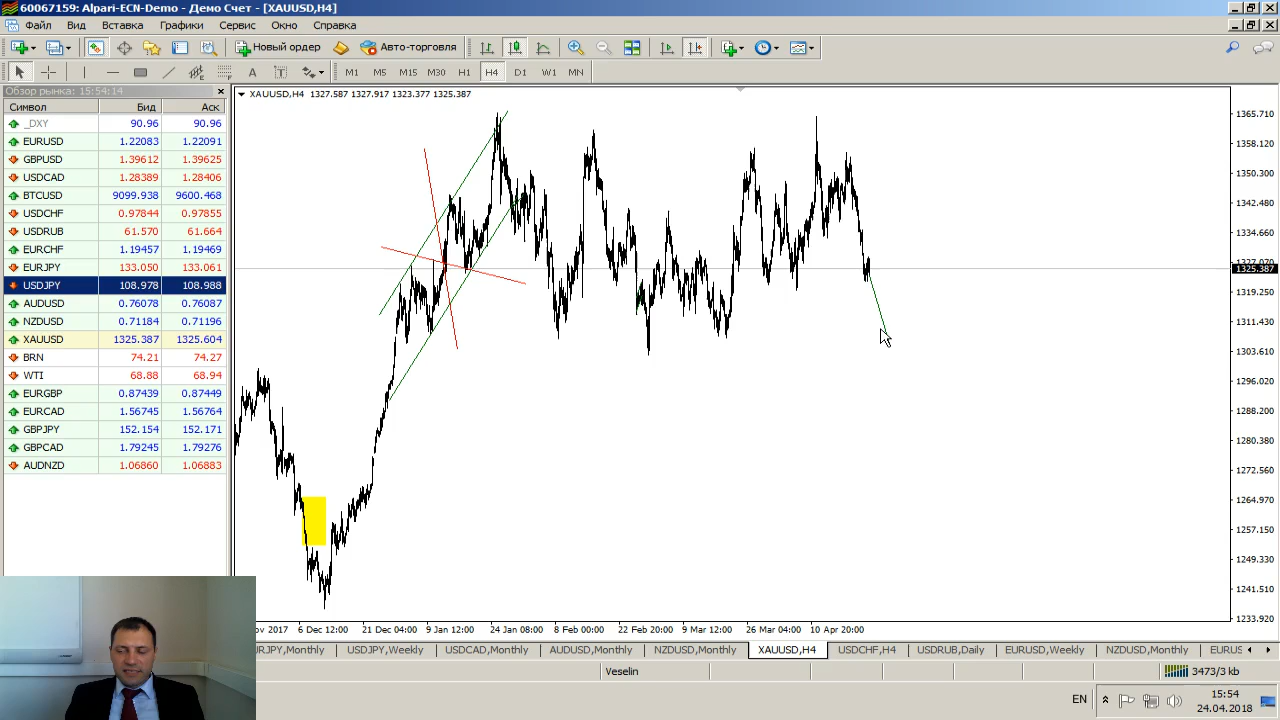 60067159: Alpari-ECN-Demo - Демо Счет - [XAUUSD,H4]
Файл Вид Вставка Графики Сервис Окно Справка
Новый ордер Авто-торговля
A T M1 M5 M15 M30 H1 H4 D1 W1 MN
Обзор рынка: 15:54:14
Символ Бид Аск
_DXY 90.96 90.96
EURUSD 1.22083 1.22091
GBPUSD 1.39612 1.39625
USDCAD 1.28389 1.28406
BTCUSD 9099.938 9600.468
USDCHF 0.97844 0.97855
USDRUB 61.570 61.664
EURCHF 1.19457 1.19469
EURJPY 133.050 133.061
USDJPY 108.978 108.988
AUDUSD 0.76078 0.76087
NZDUSD 0.71184 0.71196
XAUUSD 1325.387 1325.604
BRN 74.21 74.27
WTI 68.88 68.94
EURGBP 0.87439 0.87449
EURCAD 1.56745 1.56764
GBPJPY 152.154 152.171
GBPCAD 1.79245 1.79276
AUDNZD 1.06860 1.06883
XAUUSD,H4 1327.587 1327.917 1323.377 1325.387
1365.710
1358.120
1350.300
1342.480
1334.660
1327.070
1325.387
1319.250
1311.430
1303.610
1296.020
1288.200
1280.380
1272.560
1264.970
1257.150
1249.330
1241.510
1233.920
ov 2017 6 Dec 12:00 21 Dec 04:00 9 Jan 12:00 24 Jan 08:00 8 Feb 00:00 22 Feb 20:00 9 Mar 12:00 26 Mar 04:00 10 Apr 20:00
RJPY,Monthly USDJPY,Weekly USDCAD,Monthly AUDUSD,Monthly NZDUSD,Monthly XAUUSD,H4 USDCHF,H4 USDRUB,Daily EURUSD,Weekly NZDUSD,Monthly EURUS
Veselin 3473/3 kb
EN 15:54
24.04.2018